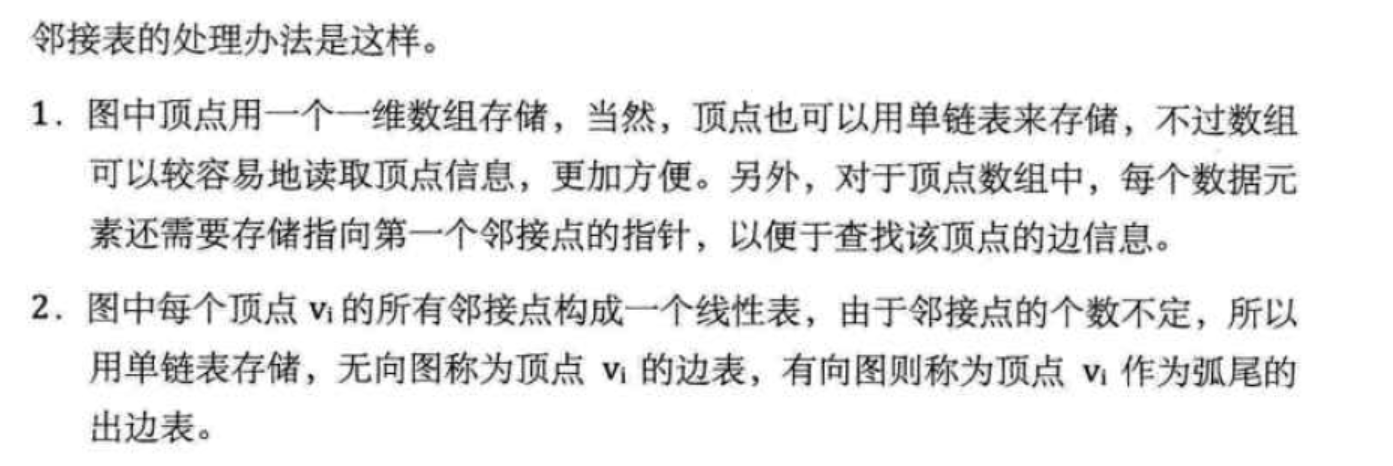 邻接表的处理办法是这样。
1. 图中顶点用一个一维数组存储，当然，顶点也可以用单链表来存储，不过数组
可以较容易地读取顶点信息，更加方便。另外，对于顶点数组中，每个数据元
素还需要存储指向第一个邻接点的指针，以便于查找该顶点的边信息。
2. 图中每个顶点 vi 的所有邻接点构成一个线性表，由于邻接点的个数不定，所以
用单链表存储，无向图称为顶点 vi 的边表，有向图则称为顶点 vi 作为弧尾的
出边表。